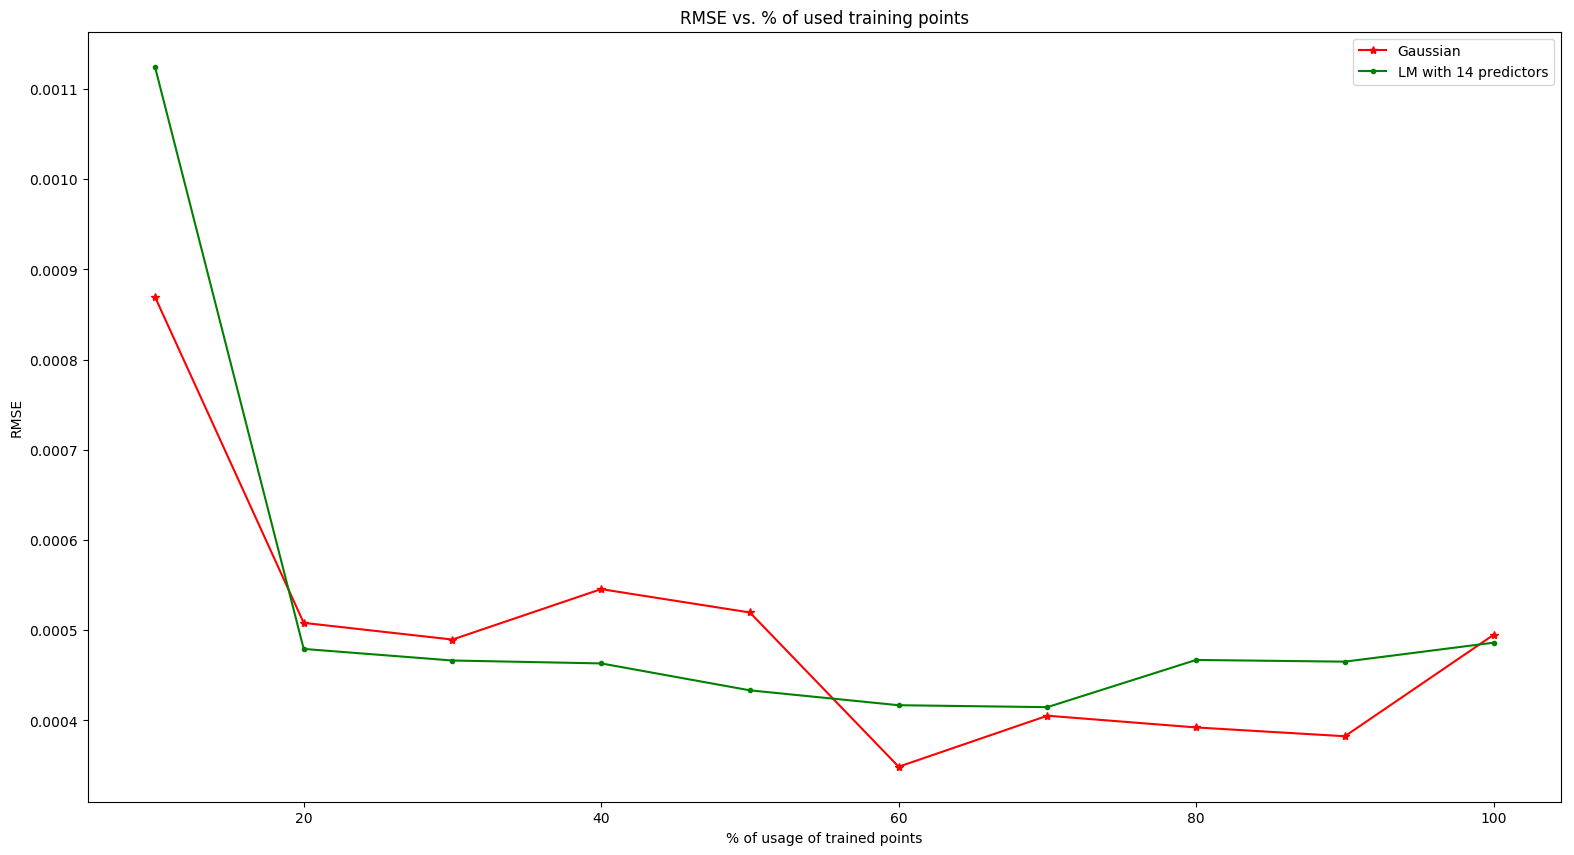 RMSE vs. % of used training points
Gaussian
LM with 14 predictors
0.0011
0.0010
0.0009
0.0008
0.0007
0.0006
0.0005
0.0004
RMSE
20
40
60
80
100
% of usage of trained points